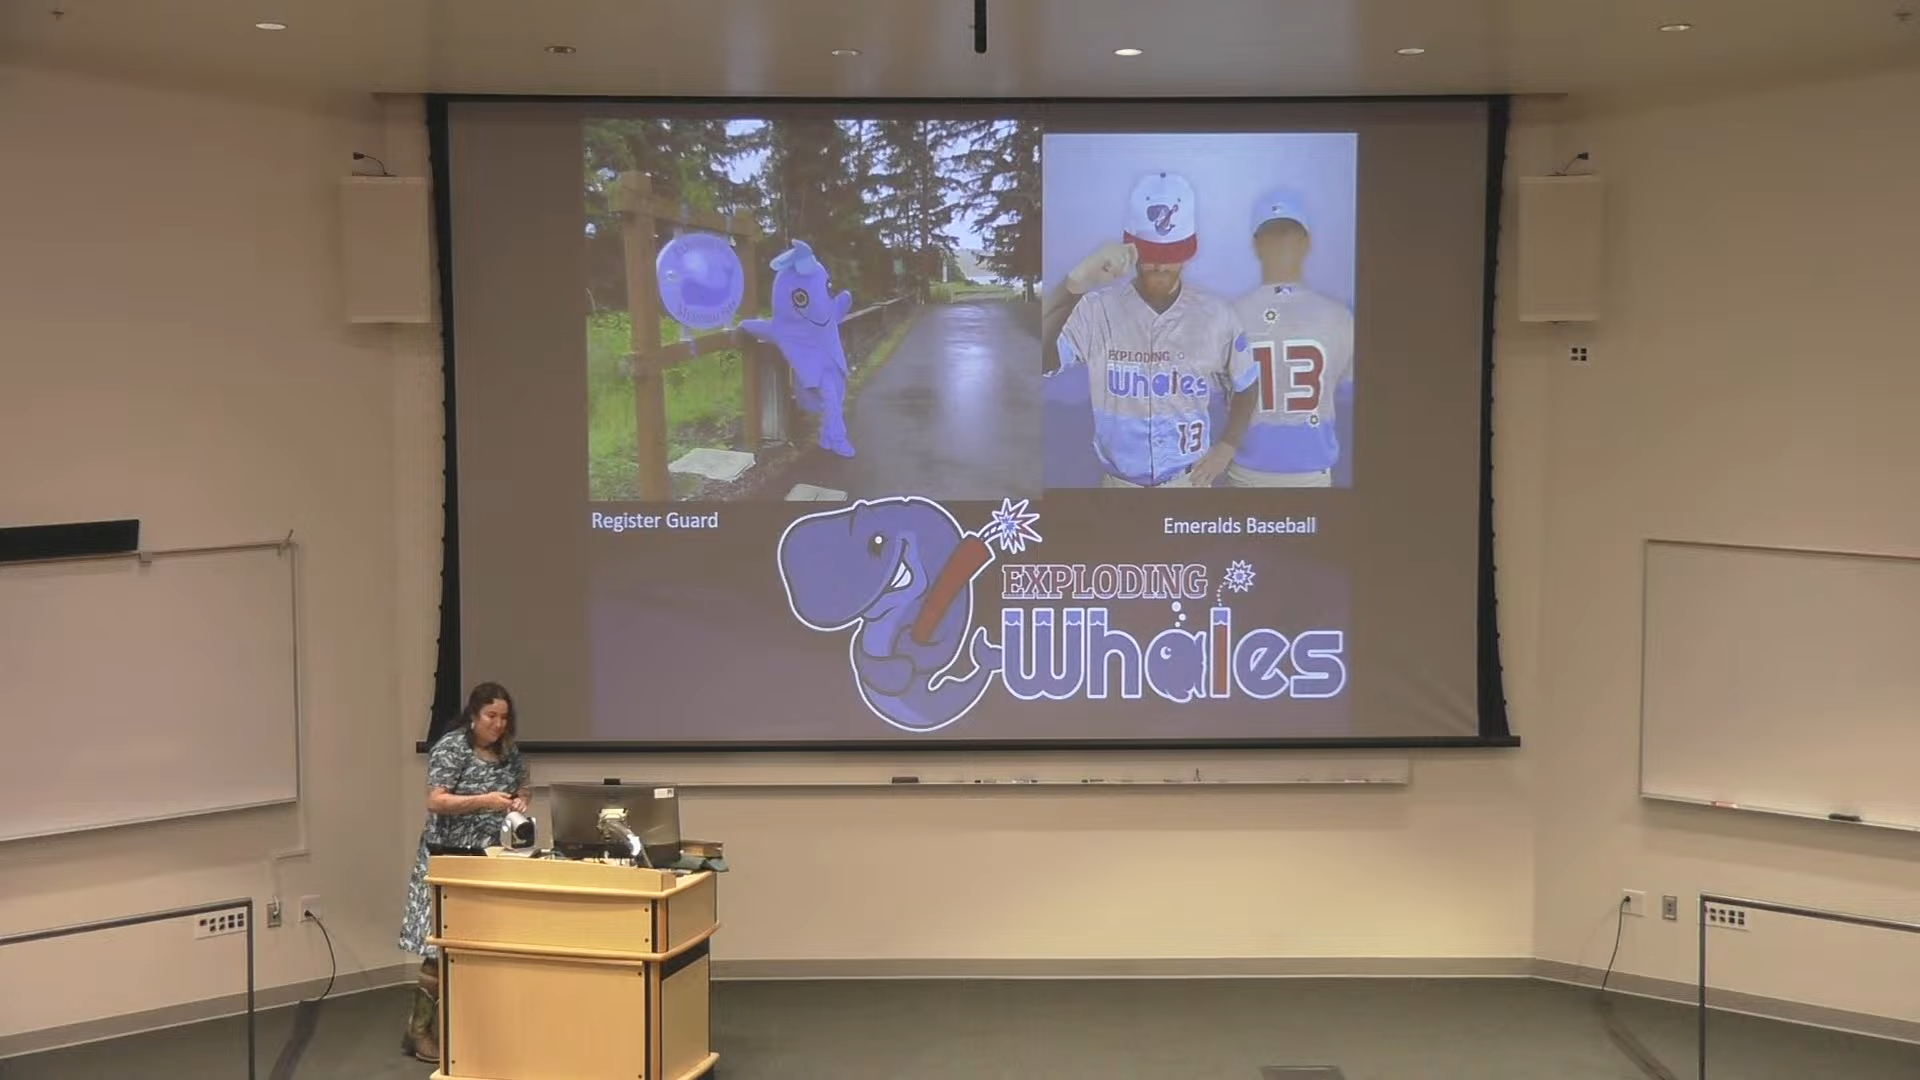 EXPLODING
Whales
13
13
Register Guard
Emeralds Baseball
EXPLODING
Whales